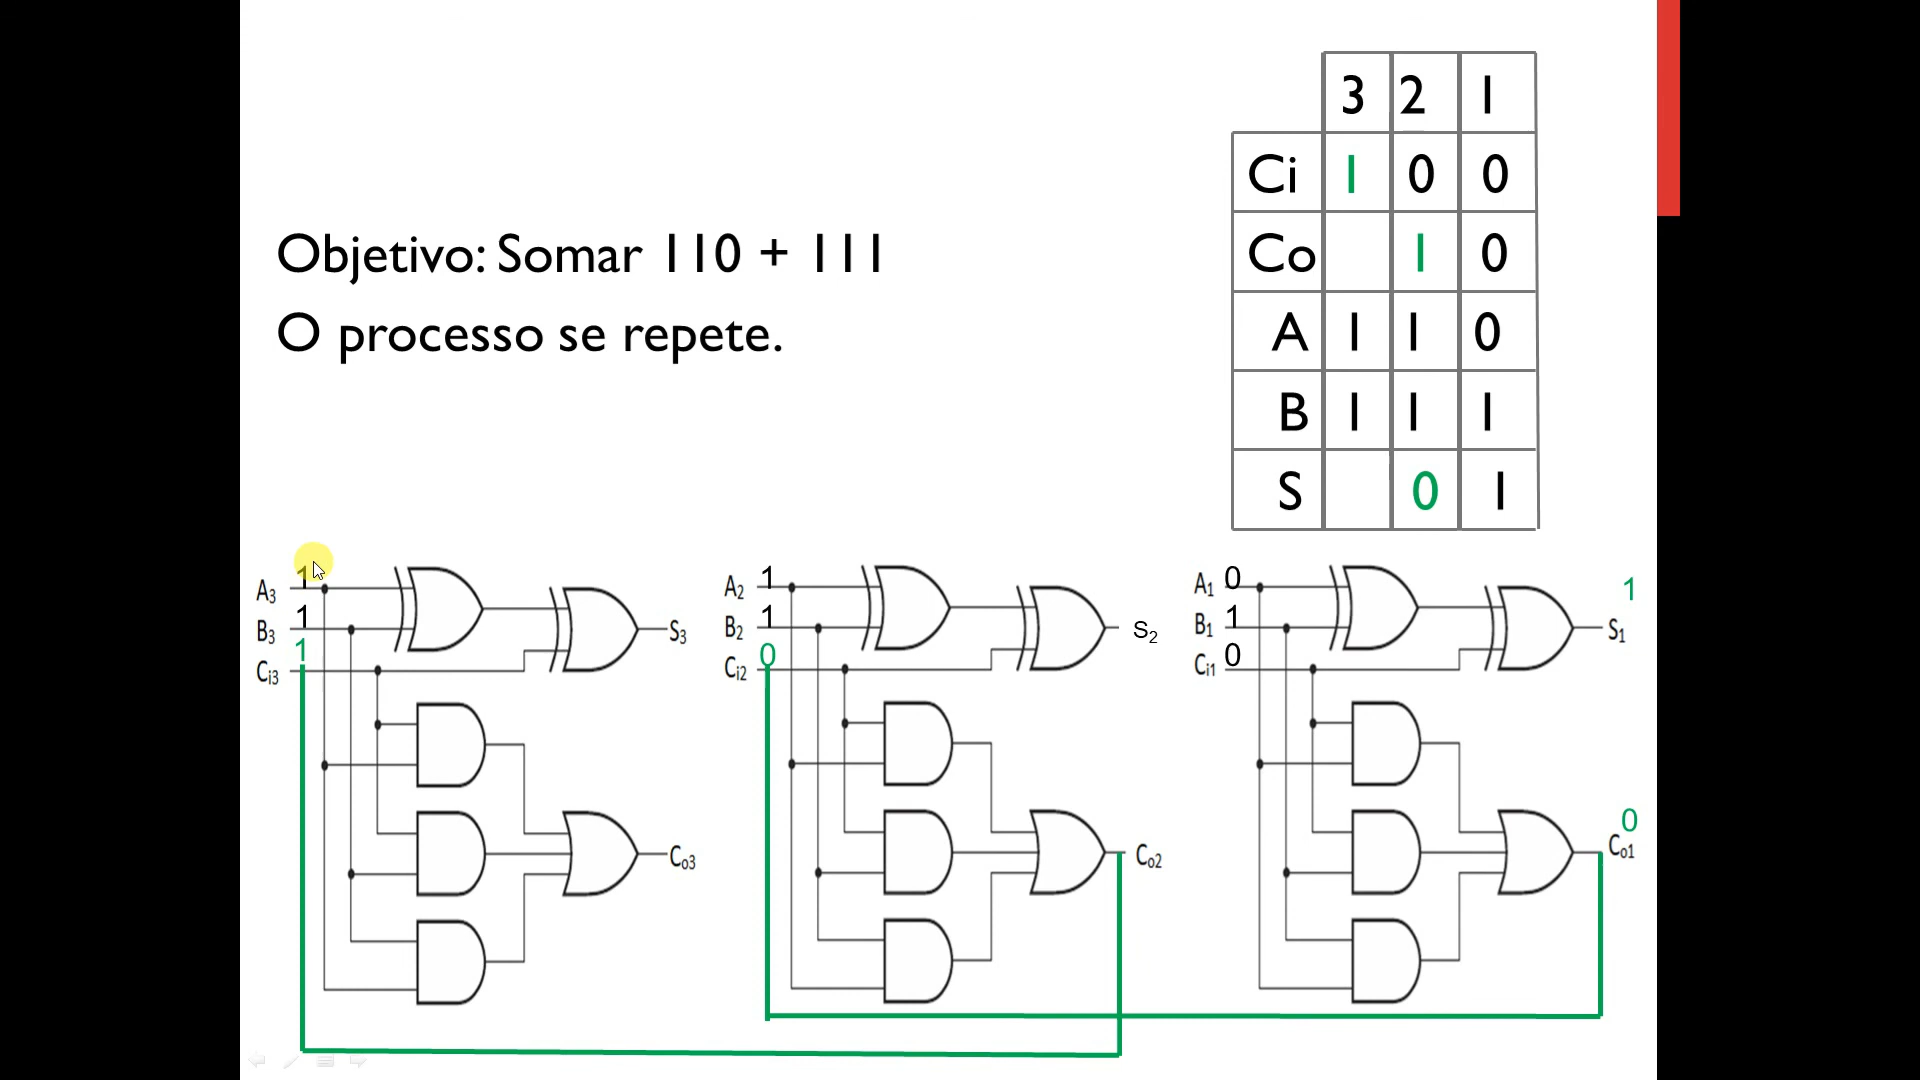 3 2 1
Ci 1 0 0
Co 1 0
A 1 1 0
B 1 1 1
S 0 1
Objetivo: Somar 110 + 111
O processo se repete.
A3 1
B3 1
1
Ci3
S3
Co3
A2 1
B2 1
0
Ci2
S2
Co2
A1 0
B1 1
Ci1 0
1
S1
0
Co1